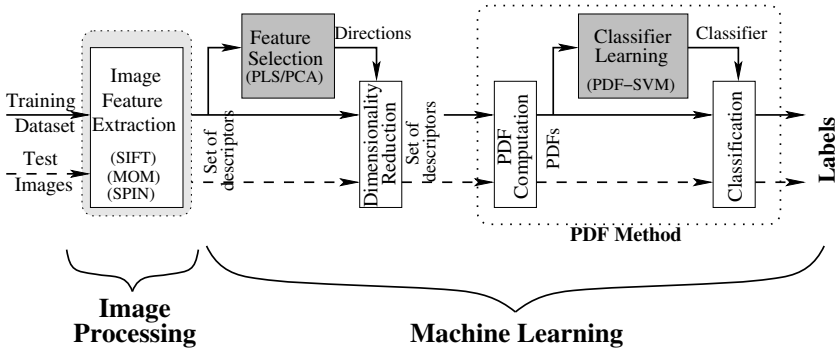 Training
Dataset
Test
Images
Image
Feature
Extraction
(SIFT)
(MOM)
(SPIN)
Set of
descriptors
Feature
Selection
(PLS/PCA)
Directions
Dimensionality
Reduction
Set of
descriptors
PDF
Computation
PDFs
Classifier
Learning
(PDF−SVM)
Classifier
Classification
Labels
PDF Method
Image
Processing
Machine Learning